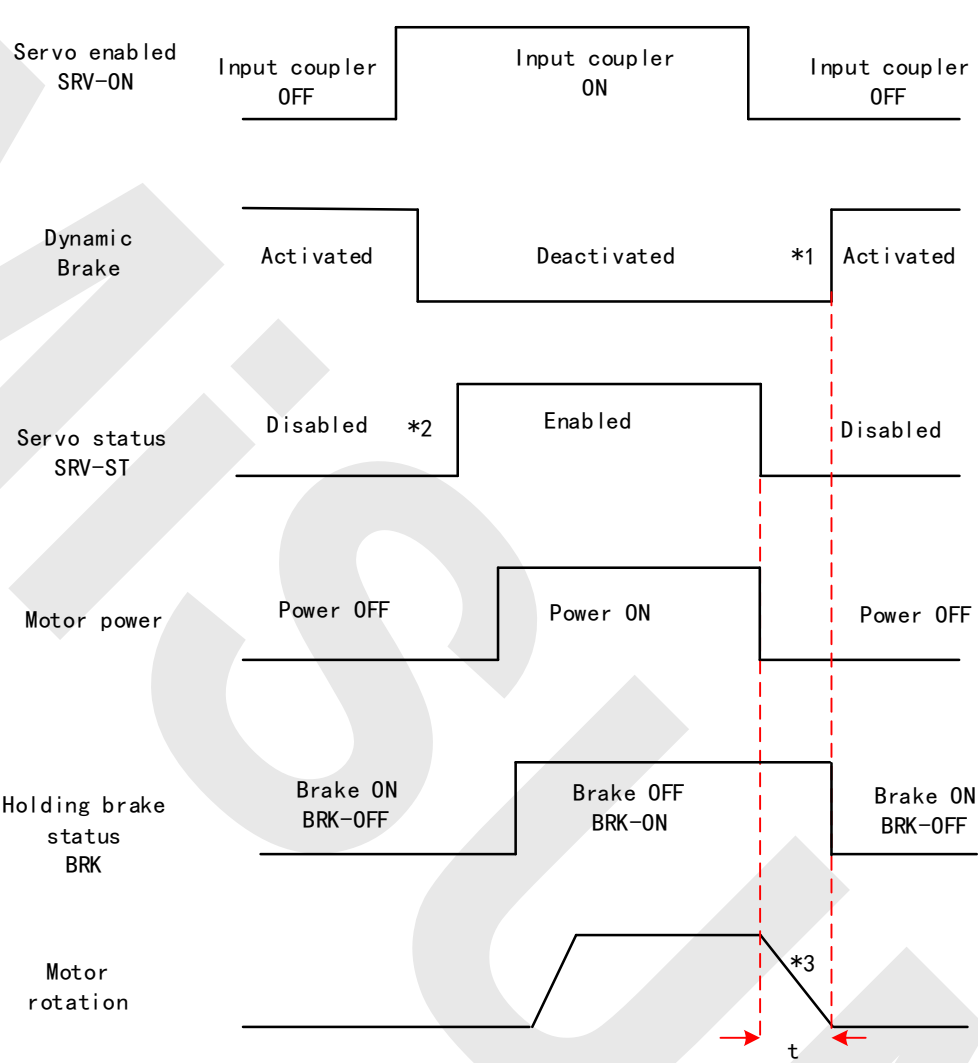 Servo enabled
SRV-ON
Input coupler
OFF
Input coupler
ON
Input coupler
OFF
Dynamic
Brake
Activated
Deactivated
*1
Activated
Servo status
SRV-ST
Disabled
*2
Enabled
Disabled
Motor power
Power OFF
Power ON
Power OFF
Holding brake
status
BRK
Brake ON
BRK-OFF
Brake OFF
BRK-ON
Brake ON
BRK-OFF
Motor
rotation
*3
t